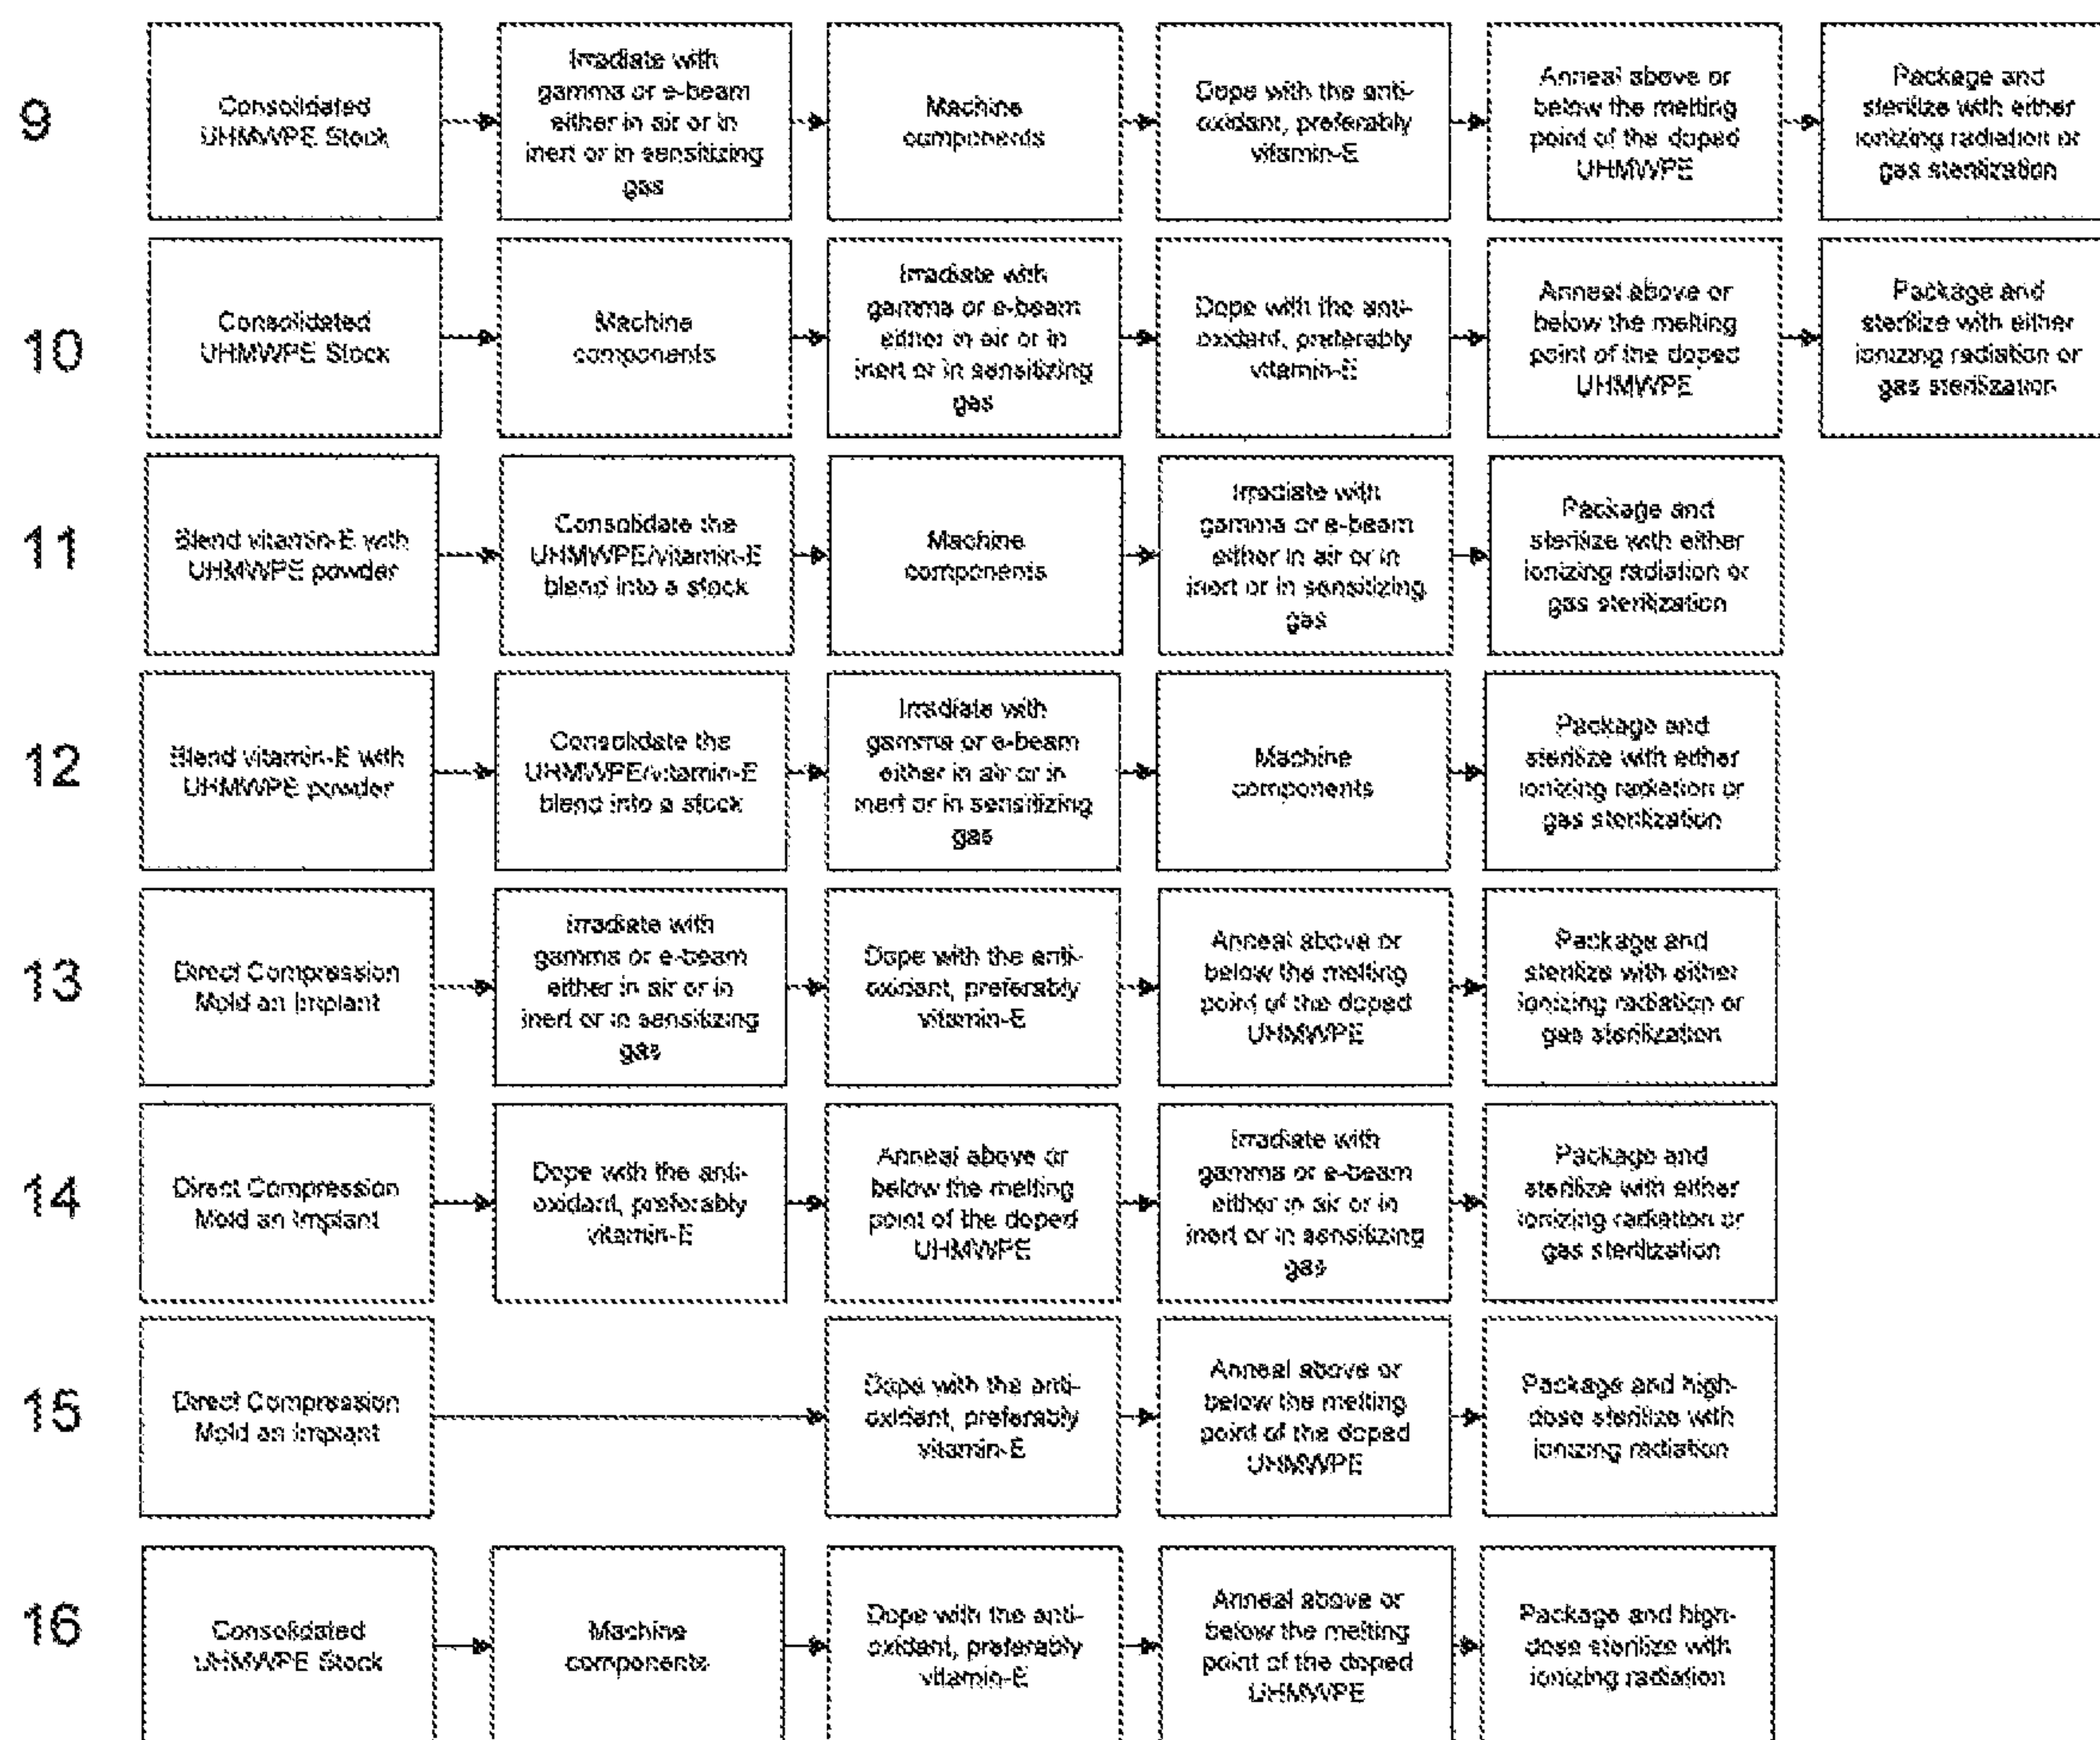 9
Consolidated
UHMWPE Stock
Irradiate with
gamma or e-beam
either in air or in
inert or in sensitizing
gas
Machine
components
Dope with the anti-
oxidant, preferably
vitamin-E
Anneal above or
below the melting
point of the doped
UHMWPE
Package and
sterilize with either
ionizing radiation or
gas sterilization
10
Consolidated
UHMWPE Stock
Machine
components
Irradiate with
gamma or e-beam
either in air or in
inert or in sensitizing
gas
Dope with the anti-
oxidant, preferably
vitamin-E
Anneal above or
below the melting
point of the doped
UHMWPE
Package and
sterilize with either
ionizing radiation or
gas sterilization
11
Blend vitamin-E with
UHMWPE powder
Consolidate the
UHMWPE/vitamin-E
blend into a stock
Machine
components
Irradiate with
gamma or e-beam
either in air or in
inert or in sensitizing
gas
Package and
sterilize with either
ionizing radiation or
gas sterilization
12
Blend vitamin-E with
UHMWPE powder
Consolidate the
UHMWPE/vitamin-E
blend into a stock
Irradiate with
gamma or e-beam
either in air or in
inert or in sensitizing
gas
Machine
components
Package and
sterilize with either
ionizing radiation or
gas sterilization
13
Direct Compression
Mold an Implant
Irradiate with
gamma or e-beam
either in air or in
inert or in sensitizing
gas
Dope with the anti-
oxidant, preferably
vitamin-E
Anneal above or
below the melting
point of the doped
UHMWPE
Package and
sterilize with either
ionizing radiation or
gas sterilization
14
Direct Compression
Mold an Implant
Dope with the anti-
oxidant, preferably
vitamin-E
Anneal above or
below the melting
point of the doped
UHMWPE
Irradiate with
gamma or e-beam
either in air or in
inert or in sensitizing
gas
Package and
sterilize with either
ionizing radiation or
gas sterilization
15
Direct Compression
Mold an Implant
Dope with the anti-
oxidant, preferably
vitamin-E
Anneal above or
below the melting
point of the doped
UHMWPE
Package and high-
dose sterilize with
ionizing radiation
16
Consolidated
UHMWPE Stock
Machine
components
Dope with the anti-
oxidant, preferably
vitamin-E
Anneal above or
below the melting
point of the doped
UHMWPE
Package and high-
dose sterilize with
ionizing radiation